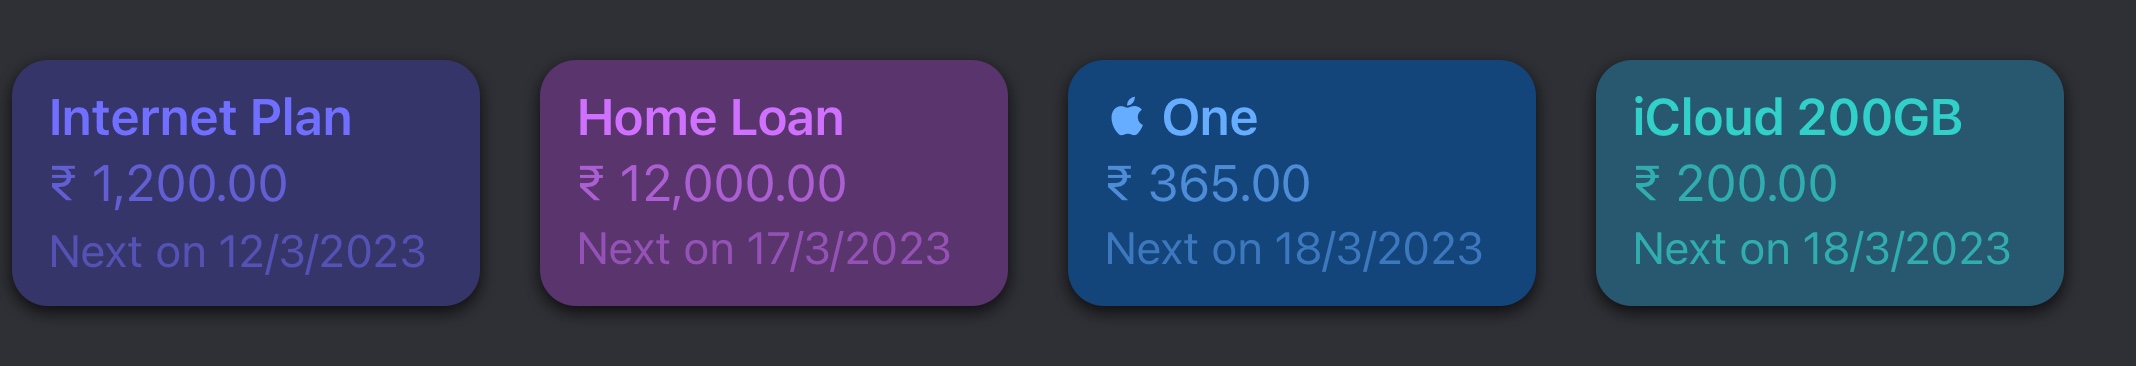 Internet Plan
₹ 1,200.00
Next on 12/3/2023
Home Loan
₹ 12,000.00
Next on 17/3/2023
One
₹ 365.00
Next on 18/3/2023
iCloud 200GB
₹ 200.00
Next on 18/3/2023